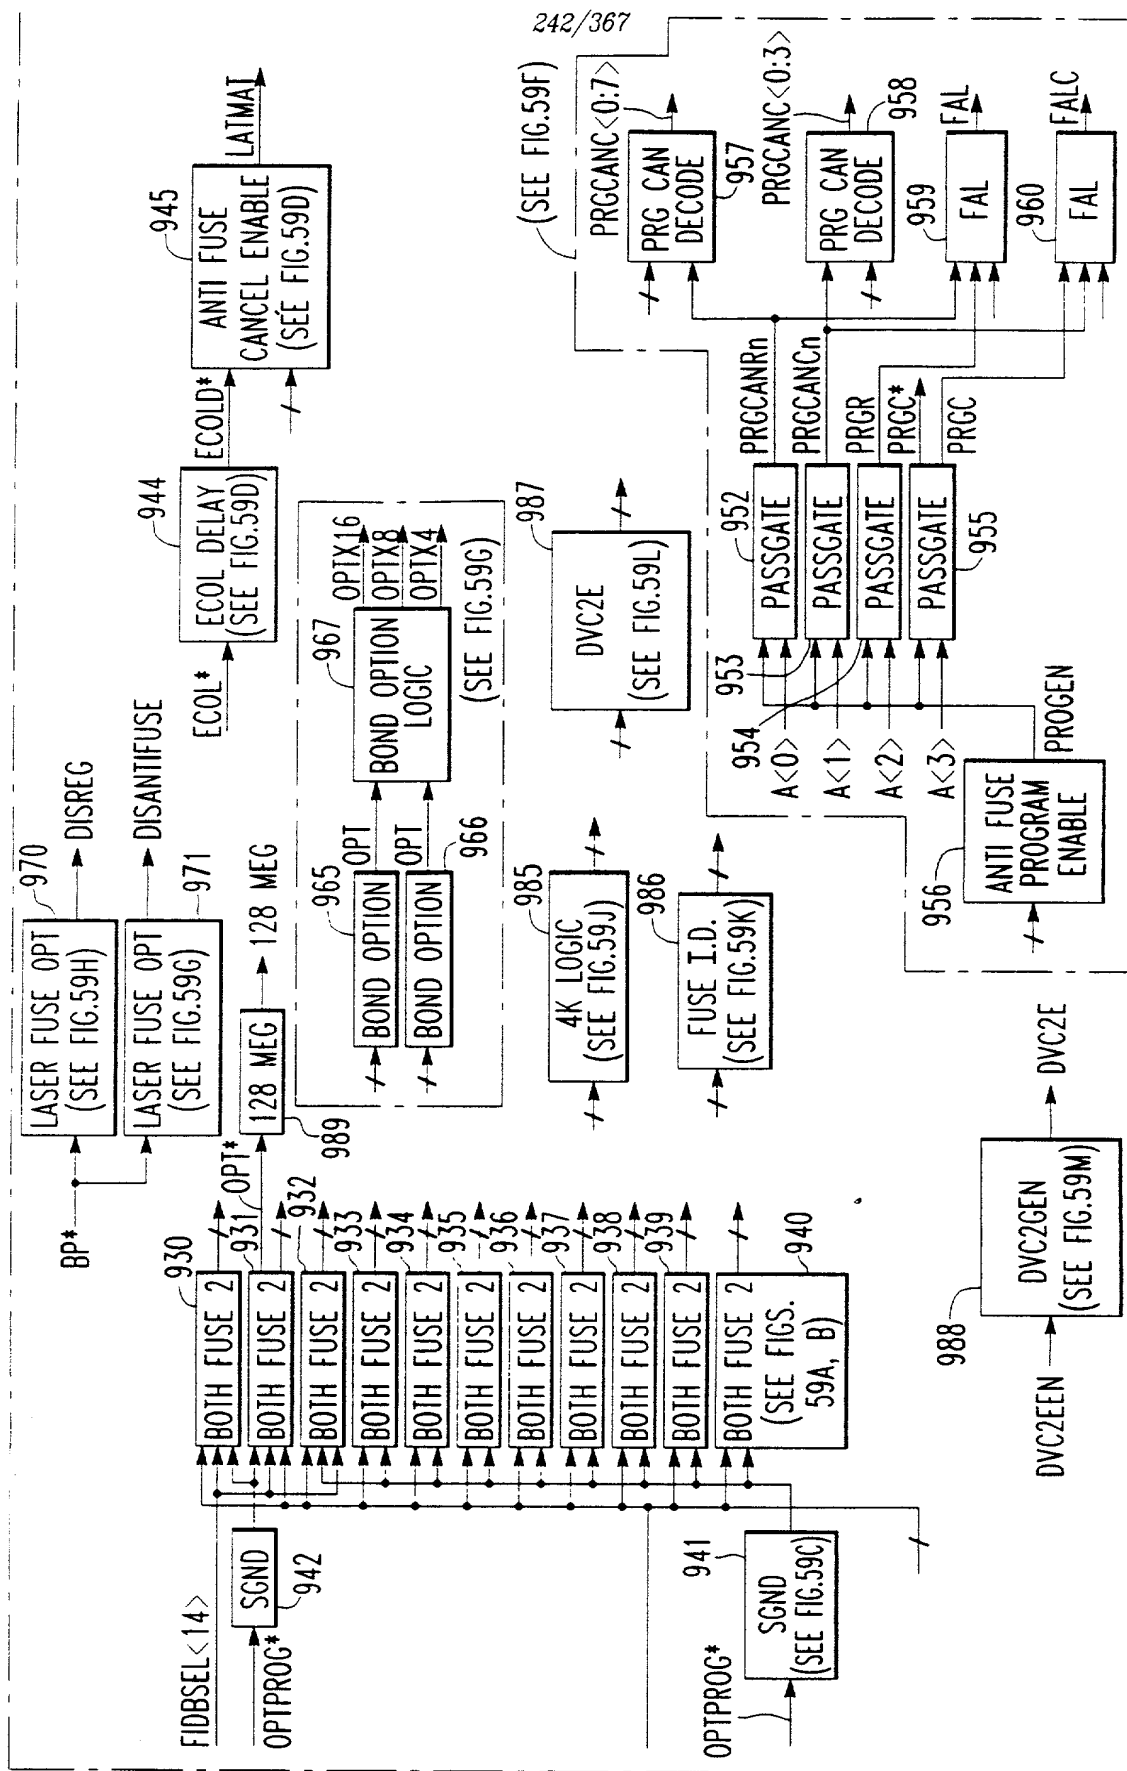 242/367
BP*
LASER FUSE OPT
(SEE FIG.59H)
970
DISREG
LASER FUSE OPT
(SEE FIG.59G)
971
DISANTIFUSE
ECOL*
ECOL DELAY
(SEE FIG.59D)
944
ECOLD*
ANTI FUSE
CANCEL ENABLE
(SEE FIG.59D)
945
LATMAT
FIDBSEL<14>
OPTPROG*
SGND
942
OPTPROG*
SGND
(SEE FIG.59C)
941
BOTH FUSE 2
930
BOTH FUSE 2
931
BOTH FUSE 2
932
BOTH FUSE 2
933
BOTH FUSE 2
934
BOTH FUSE 2
935
BOTH FUSE 2
936
BOTH FUSE 2
937
BOTH FUSE 2
938
BOTH FUSE 2
939
BOTH FUSE 2
(SEE FIGS.
59A, B)
940
OPT*
128 MEG
989
128 MEG
BOND OPTION
965
OPT
BOND OPTION
966
OPT
BOND OPTION
LOGIC
967
OPTX16
OPTX8
OPTX4
(SEE FIG.59G)
4K LOGIC
(SEE FIG.59J)
985
FUSE I.D.
(SEE FIG.59K)
986
DVC2E
(SEE FIG.59L)
987
DVC2EEN
DVC2GEN
(SEE FIG.59M)
988
DVC2E
ANTI FUSE
PROGRAM
ENABLE
956
PROGEN
A<0>
A<1>
A<2>
A<3>
PASSGATE
952
PASSGATE
953
PASSGATE
954
PASSGATE
955
PRGCANRn
PRGCANCn
PRGR
PRGC*
PRGC
(SEE FIG.59F)
PRG CAN
DECODE
957
PRGCANC<0:7>
PRG CAN
DECODE
958
PRGCANC<0:3>
FAL
959
FAL
FAL
960
FALC